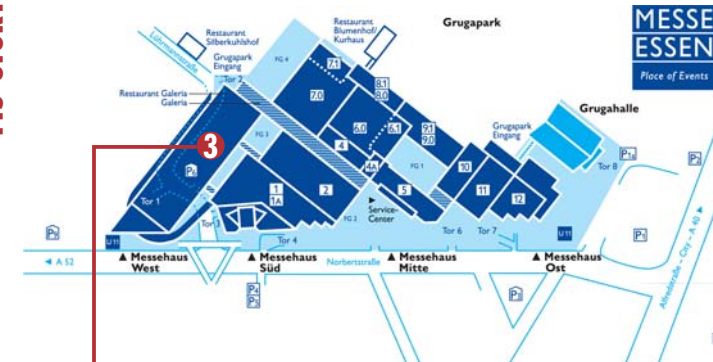 MESSE
ESSEN
Place of Events
Restaurant
Silberkuhlshof
Restaurant
Blumenhof/
Kurhaus
Grugapark
Lührmannstraße
Grugapark
Eingang
Tor 2
FG 4
7.1
8.1
8.0
Restaurant Galeria
Galeria
7.0
Grugahalle
6.0
6.1
9.1
9.0
Grugapark
Eingang
FG 3
3
4
4A
FG 1
10
P1a
P2
Tor 8
P6
1
1A
2
5
11
12
Tor 1
Service-
Center
FG 2
Tor 3
Tor 4
Tor 6
Tor 7
U 11
U 11
P1
A 52
Messehaus
West
Messehaus
Süd
Norbertstraße
Messehaus
Mitte
Messehaus
Ost
P4
P5
P3
Alfredstraße – City – A 40